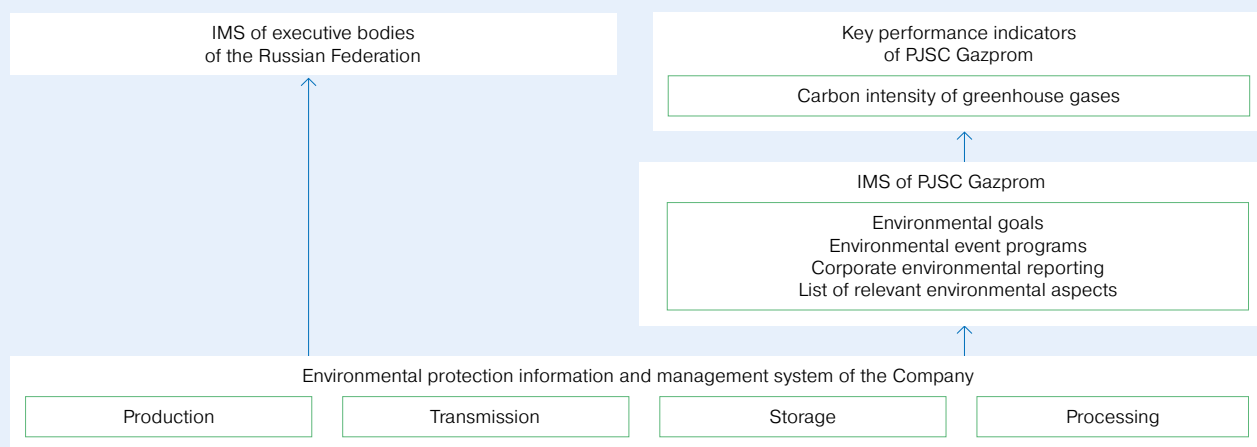 IMS of executive bodies
of the Russian Federation
Key performance indicators
of PJSC Gazprom
Carbon intensity of greenhouse gases
IMS of PJSC Gazprom
Environmental goals
Environmental event programs
Corporate environmental reporting
List of relevant environmental aspects
Environmental protection information and management system of the Company
Production
Transmission
Storage
Processing